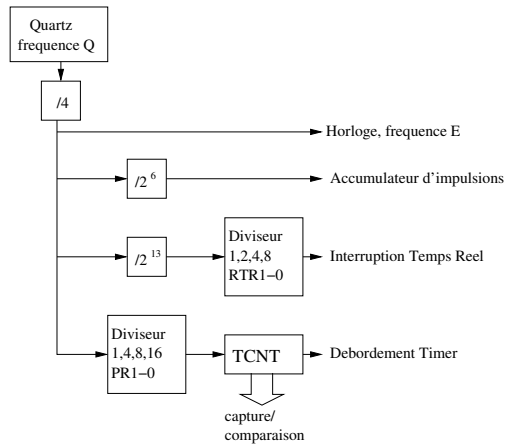 Quartz
frequence Q
/4
Horloge, frequence E
/2 6
Accumulateur d'impulsions
/2 13
Diviseur
1,2,4,8
RTR1−0
Interruption Temps Reel
Diviseur
1,4,8,16
PR1−0
TCNT
Debordement Timer
capture/
comparaison